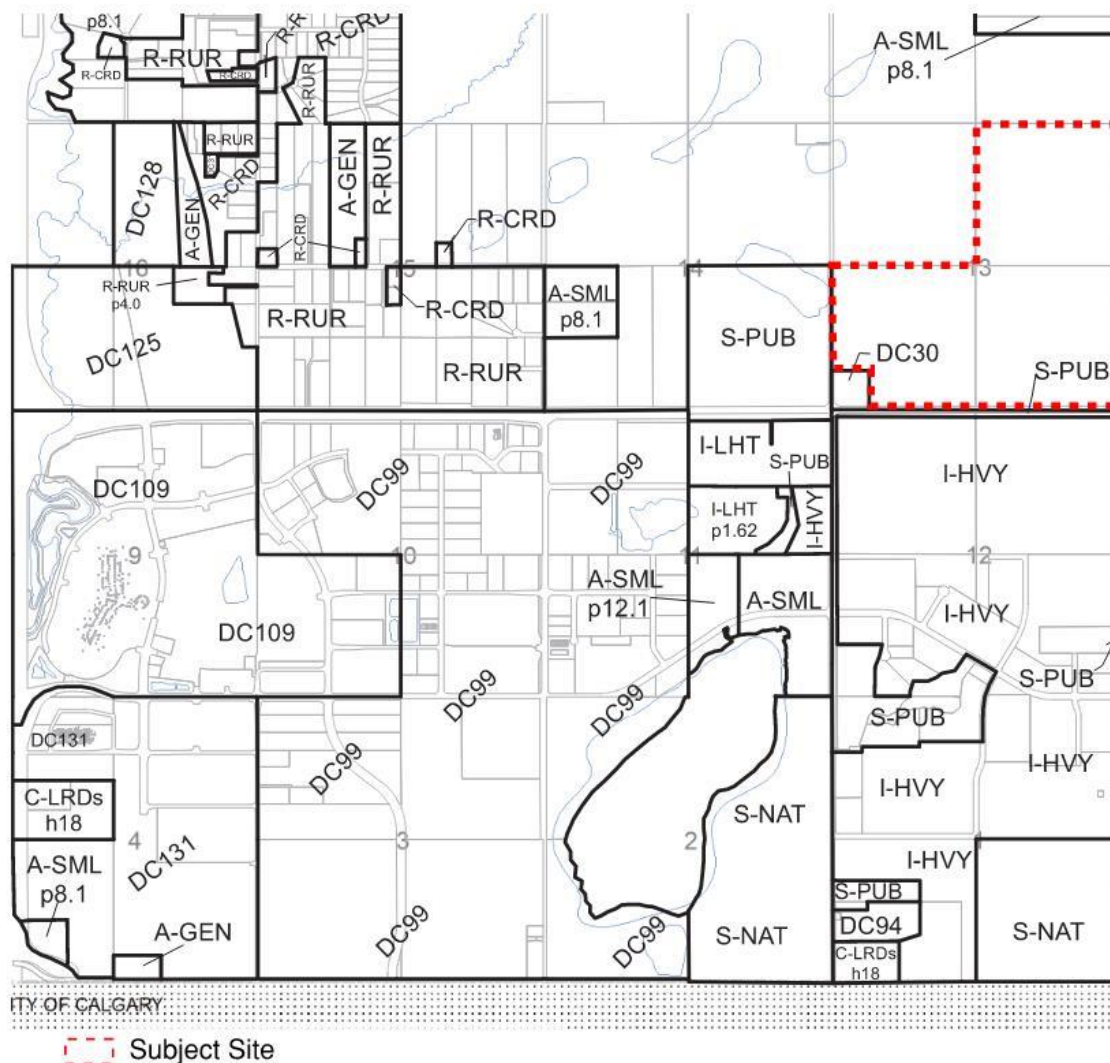 p8.1
R-CRD
R-RUR
R-CRD
R-CRD
R-RUR
A-SML
p8.1
DC128
A-GEN
R-RUR
R-CRD
A-GEN
R-RUR
R-CRD
R-CRD
16
15
14
13
R-RUR
p4.0
DC125
R-RUR
R-CRD
R-RUR
A-SML
p8.1
S-PUB
DC30
S-PUB
DC109
DC99
DC99
I-LHT
S-PUB
I-LHT
p1.62
I-HVY
I-HVY
9
10
11
12
DC109
A-SML
p12.1
A-SML
I-HVY
S-PUB
DC99
DC99
S-PUB
DC131
DC99
I-HVY
I-HVY
C-LRDs
h18
4
3
2
1
DC131
S-NAT
A-SML
p8.1
I-HVY
S-PUB
A-GEN
DC99
DC99
S-NAT
DC94
C-LRDs
h18
S-NAT
ITY OF CALGARY
Subject Site